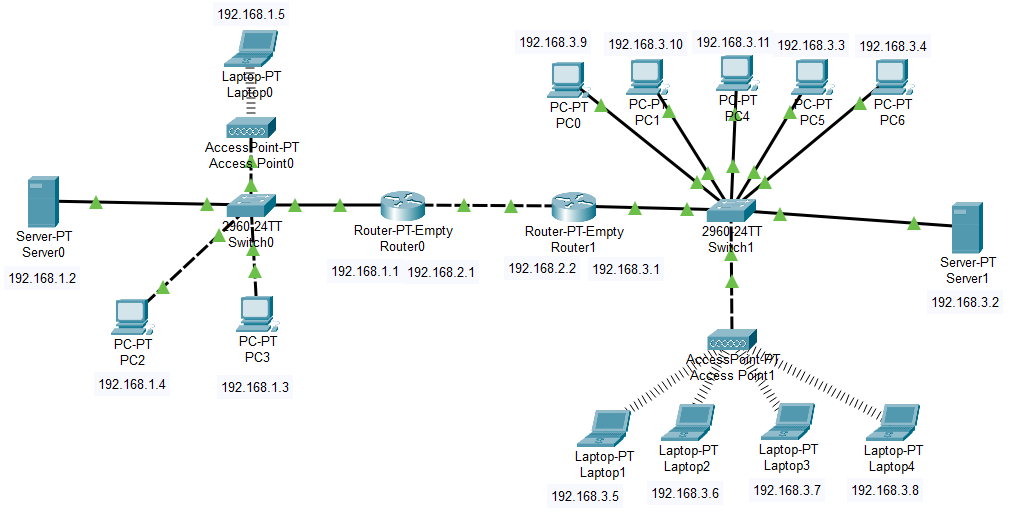 192.168.1.5
Laptop-PT
Laptop0
AccessPoint-PT
Access Point0
Server-PT
Server0
192.168.1.2
2960-24TT
Switch0
PC-PT
PC2
192.168.1.4
PC-PT
PC3
192.168.1.3
Router-PT-Empty
Router0
192.168.1.1
192.168.2.1
Router-PT-Empty
Router1
192.168.2.2
192.168.3.1
192.168.3.9
PC-PT
PC0
192.168.3.10
PC-PT
PC1
192.168.3.11
PC-PT
PC4
192.168.3.3
PC-PT
PC5
192.168.3.4
PC-PT
PC6
2960-24TT
Switch1
Server-PT
Server1
192.168.3.2
AccessPoint-PT
Access Point1
Laptop-PT
Laptop1
192.168.3.5
Laptop-PT
Laptop2
192.168.3.6
Laptop-PT
Laptop3
192.168.3.7
Laptop-PT
Laptop4
192.168.3.8